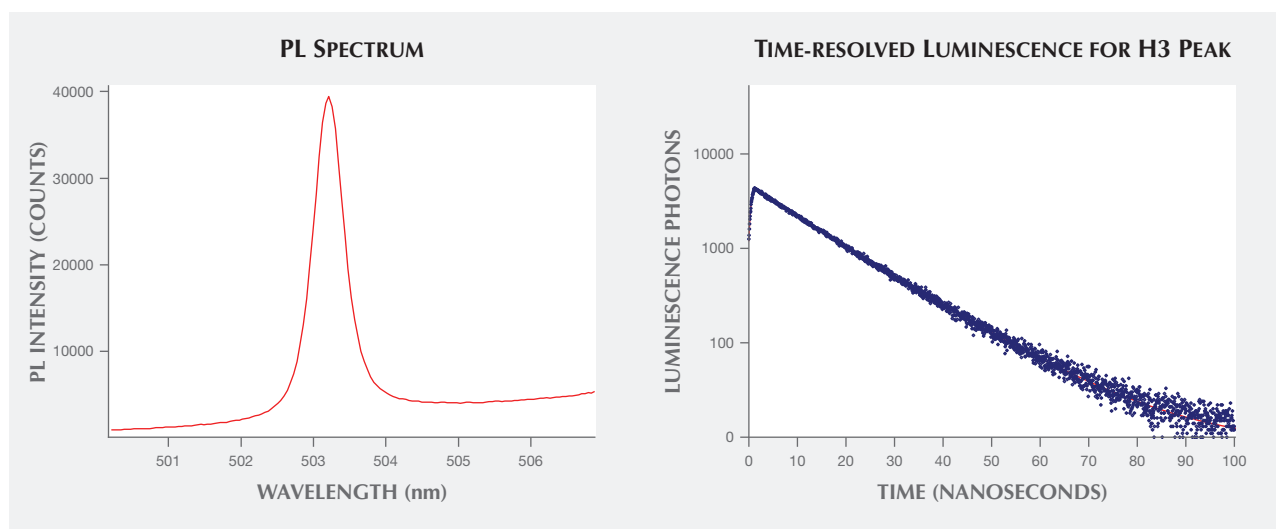 PL SPECTRUM
PL INTENSITY (COUNTS)
40000
30000
20000
10000
501 502 503 504 505 506
WAVELENGTH (nm)
TIME-RESOLVED LUMINESCENCE FOR H3 PEAK
LUMINESCENCE PHOTONS
10000
1000
100
0
0 10 20 30 40 50 60 70 80 90 100
TIME (NANOSECONDS)